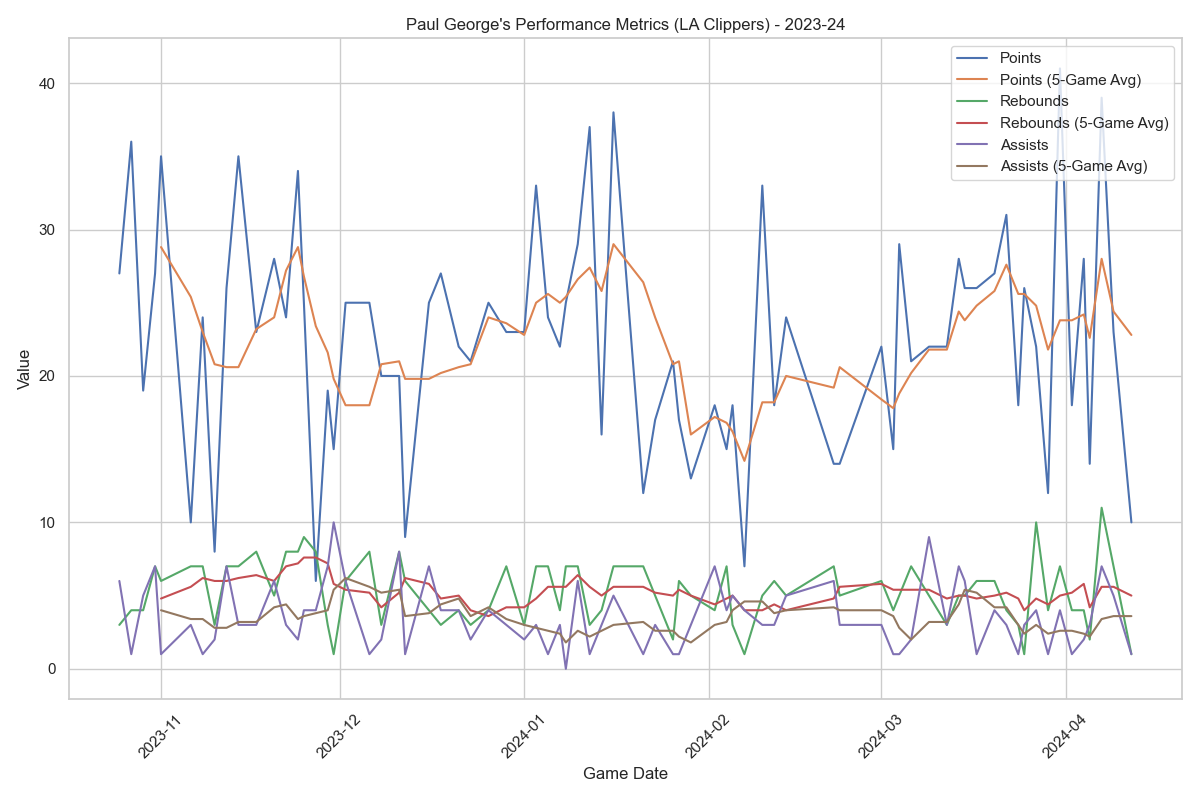 Paul George's Performance Metrics (LA Clippers) - 2023-24
Points
Points (5-Game Avg)
Rebounds
Rebounds (5-Game Avg)
Assists
Assists (5-Game Avg)
Value
40
30
20
10
0
2023-11
2023-12
2024-01
2024-02
2024-03
2024-04
Game Date